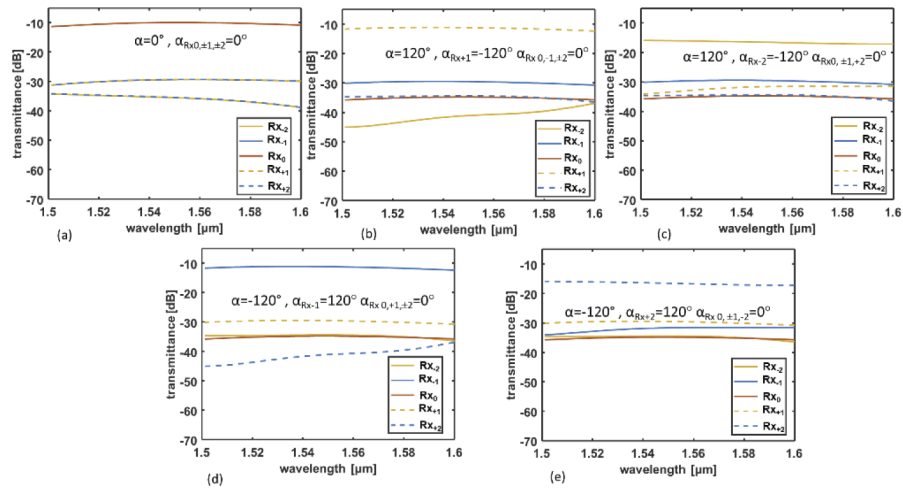 -10
-20
-30
-40
-50
-60
-70
transmittance [dB]
α=0° , αRx0,±1,±2=0°
Rx-2
Rx-1
Rx0
Rx+1
Rx+2
1.5
1.52
1.54
1.56
1.58
1.6
wavelength [µm]
(a)
-10
-20
-30
-40
-50
-60
-70
transmittance [dB]
α=120° , αRx+1=-120° αRx 0,-1,±2=0°
Rx-2
Rx-1
Rx0
Rx+1
Rx+2
1.5
1.52
1.54
1.56
1.58
1.6
wavelength [µm]
(b)
-10
-20
-30
-40
-50
-60
-70
transmittance [dB]
α=120° , αRx-2=-120° αRx0, ±1,+2=0°
Rx-2
Rx-1
Rx0
Rx+1
Rx+2
1.5
1.52
1.54
1.56
1.58
1.6
wavelength [µm]
(c)
-10
-20
-30
-40
-50
-60
-70
transmittance [dB]
α=-120° , αRx-1=120° αRx 0,+1,±2=0°
Rx-2
Rx-1
Rx0
Rx+1
Rx+2
1.5
1.52
1.54
1.56
1.58
1.6
wavelength [µm]
(d)
-10
-20
-30
-40
-50
-60
-70
transmittance [dB]
α=-120° , αRx+2=120° αRx 0,±1,-2=0°
Rx-2
Rx-1
Rx0
Rx+1
Rx+2
1.5
1.52
1.54
1.56
1.58
1.6
wavelength [µm]
(e)